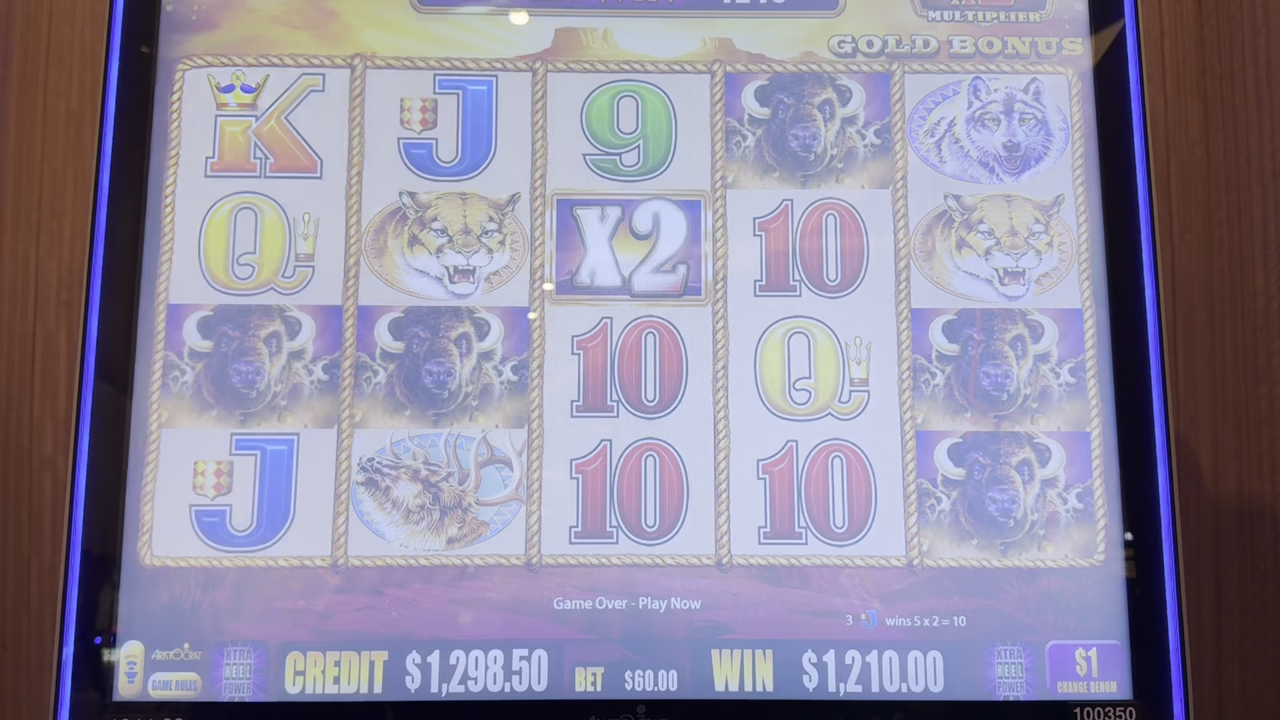 MULTIPLIER
GOLD BONUS
K J 9
Q X2 10
10 Q
J 10 10
Game Over - Play Now
3 J wins 5 x 2 = 10
ARISTOCRAT
GAME RULES
XTRA REEL POWER
CREDIT $1,298.50 BET $60.00 WIN $1,210.00
XTRA REEL POWER
$1
CHANGE DENOM
100350